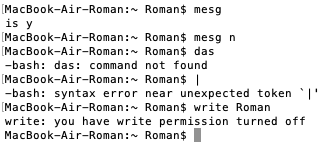 [MacBook-Air-Roman:~ Roman$ mesg
is y
[MacBook-Air-Roman:~ Roman$ mesg n
[MacBook-Air-Roman:~ Roman$ das
-bash: das: command not found
[MacBook-Air-Roman:~ Roman$ |
-bash: syntax error near unexpected token `|'
[MacBook-Air-Roman:~ Roman$ write Roman
write: you have write permission turned off
MacBook-Air-Roman:~ Roman$